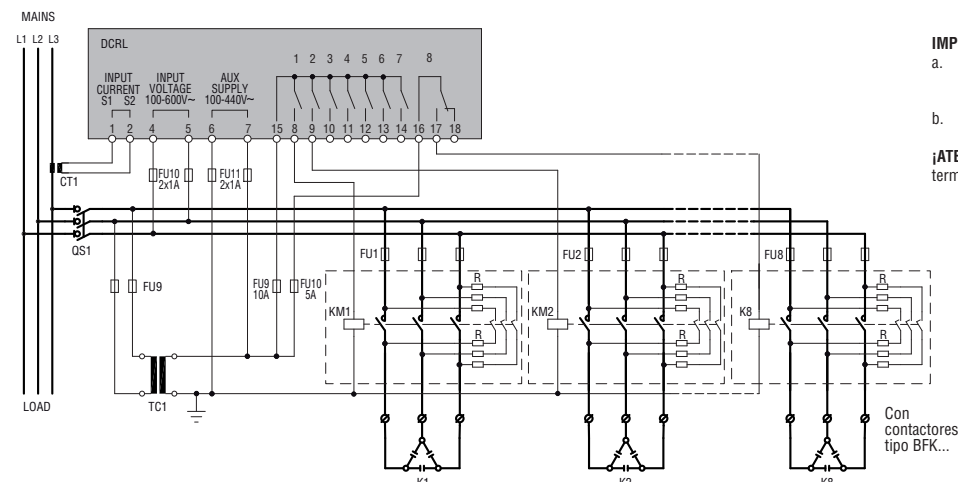 MAINS
L1 L2 L3
DCRL
INPUT CURRENT
S1 S2
INPUT VOLTAGE
100-600V~
AUX SUPPLY
100-440V~
1 2 3 4 5 6 7 8
1 2 4 5 6 7 15 8 9 10 11 12 13 14 16 17 18
CT1
FU10
2x1A
FU11
2x1A
QS1
FU9
FU9
10A
FU10
5A
FU1
FU2
FU8
R
R
R
KM1
KM2
K8
R
R
R
LOAD
TC1
Con
contactores
tipo BFK...
K1
K2
K8
IMP
a.
b.
¡ATE
term